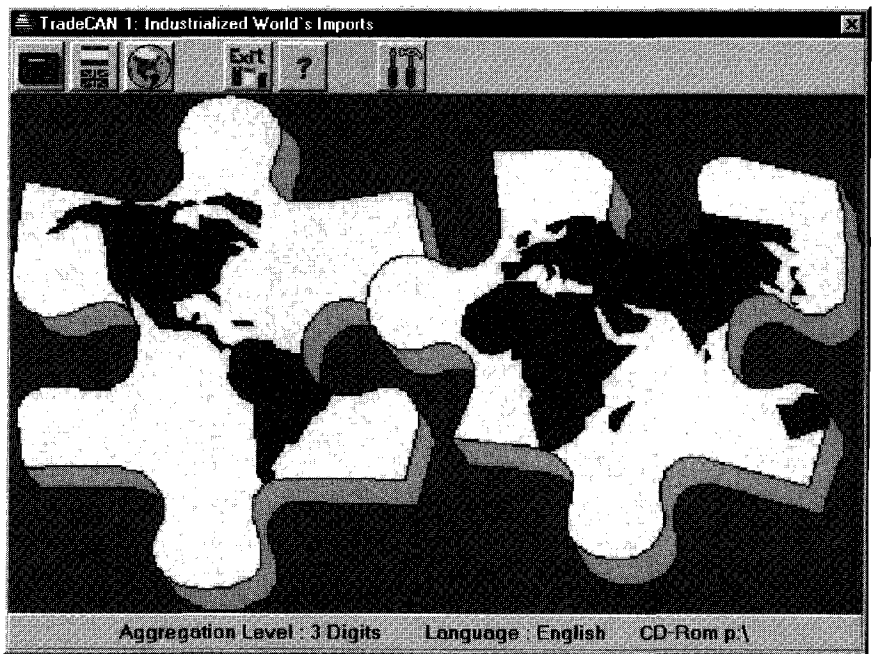 TradeCAN 1: Industrialized World`s Imports
Exit
?
Aggregation Level : 3 Digits Language : English CD-Rom p:\